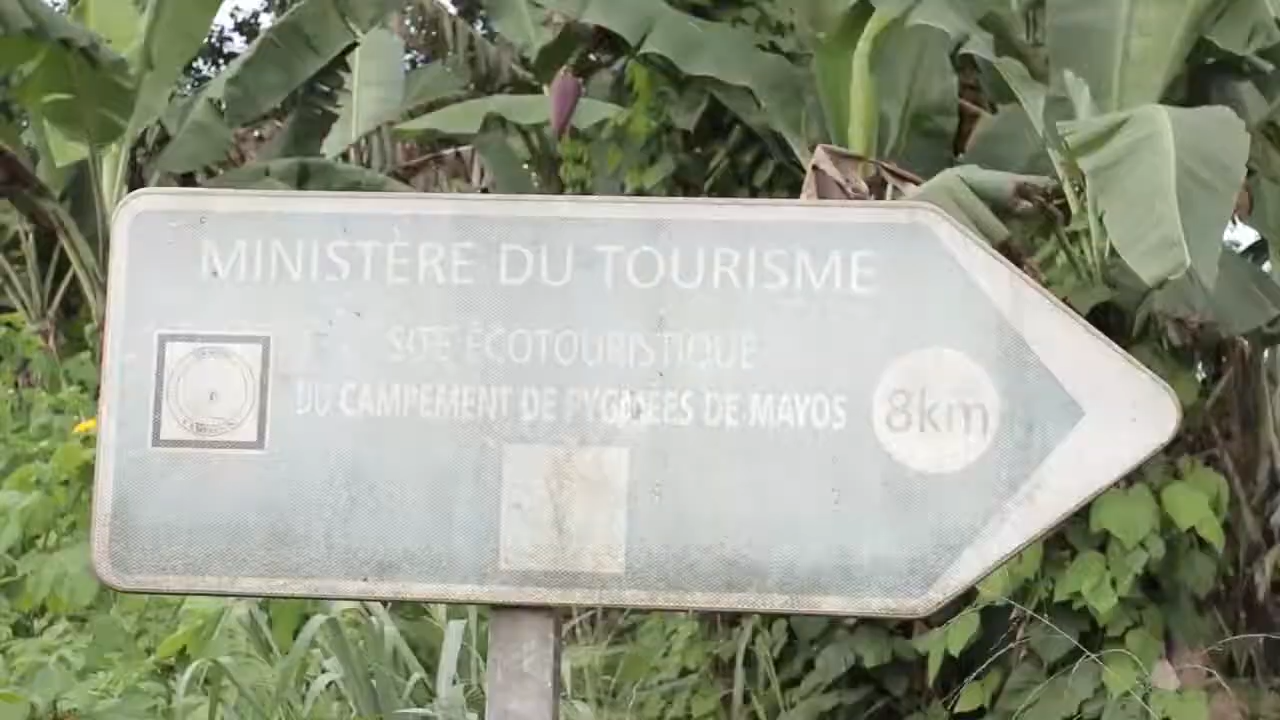 MINISTÈRE DU TOURISME
SITE ÉCOTOURISTIQUE
DU CAMPEMENT DE PYGMÉES DE MAYOS
8km